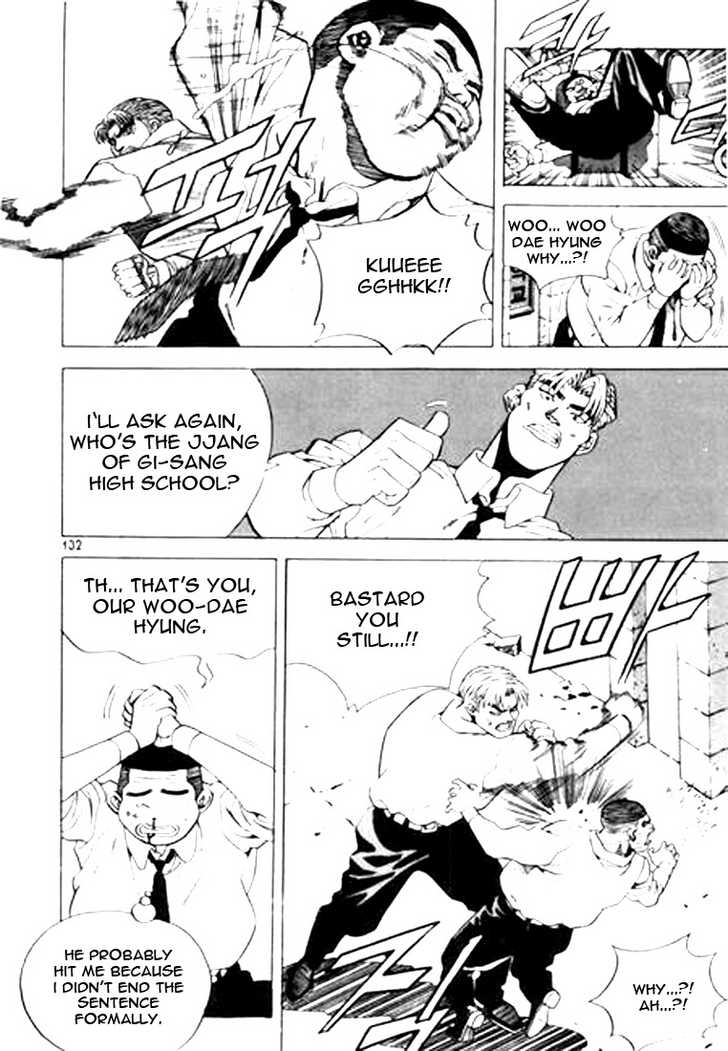 KUUEEE
GGHHKK!!
WOO... WOO
DAE HYUNG
WHY...?!
I'LL ASK AGAIN,
WHO'S THE JJANG
OF GI-SANG
HIGH SCHOOL?
132
TH... THAT'S YOU,
OUR WOO-DAE
HYUNG.
HE PROBABLY
HIT ME BECAUSE
I DIDN'T END THE
SENTENCE
FORMALLY.
BASTARD
YOU
STILL...!!
WHY...?!
AH...?!